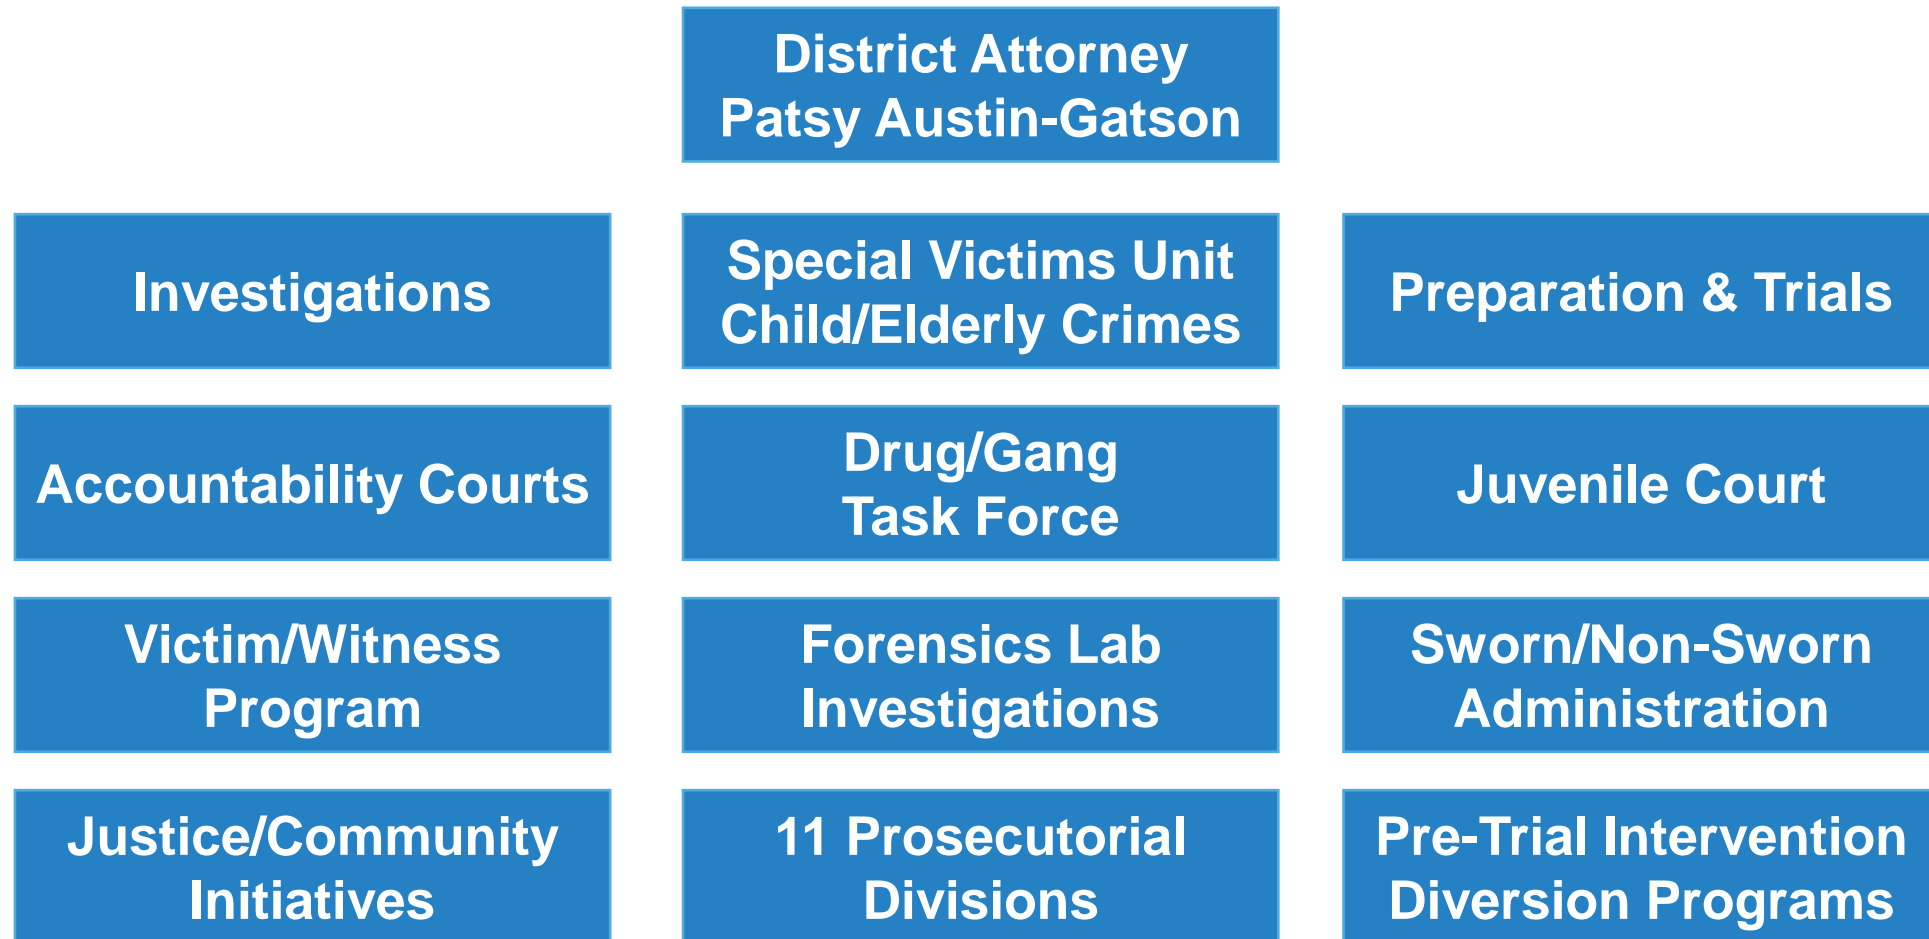 District Attorney
Patsy Austin-Gatson
Investigations
Special Victims Unit
Child/Elderly Crimes
Preparation & Trials
Accountability Courts
Drug/Gang
Task Force
Juvenile Court
Victim/Witness
Program
Forensics Lab
Investigations
Sworn/Non-Sworn
Administration
Justice/Community
Initiatives
11 Prosecutorial
Divisions
Pre-Trial Intervention
Diversion Programs